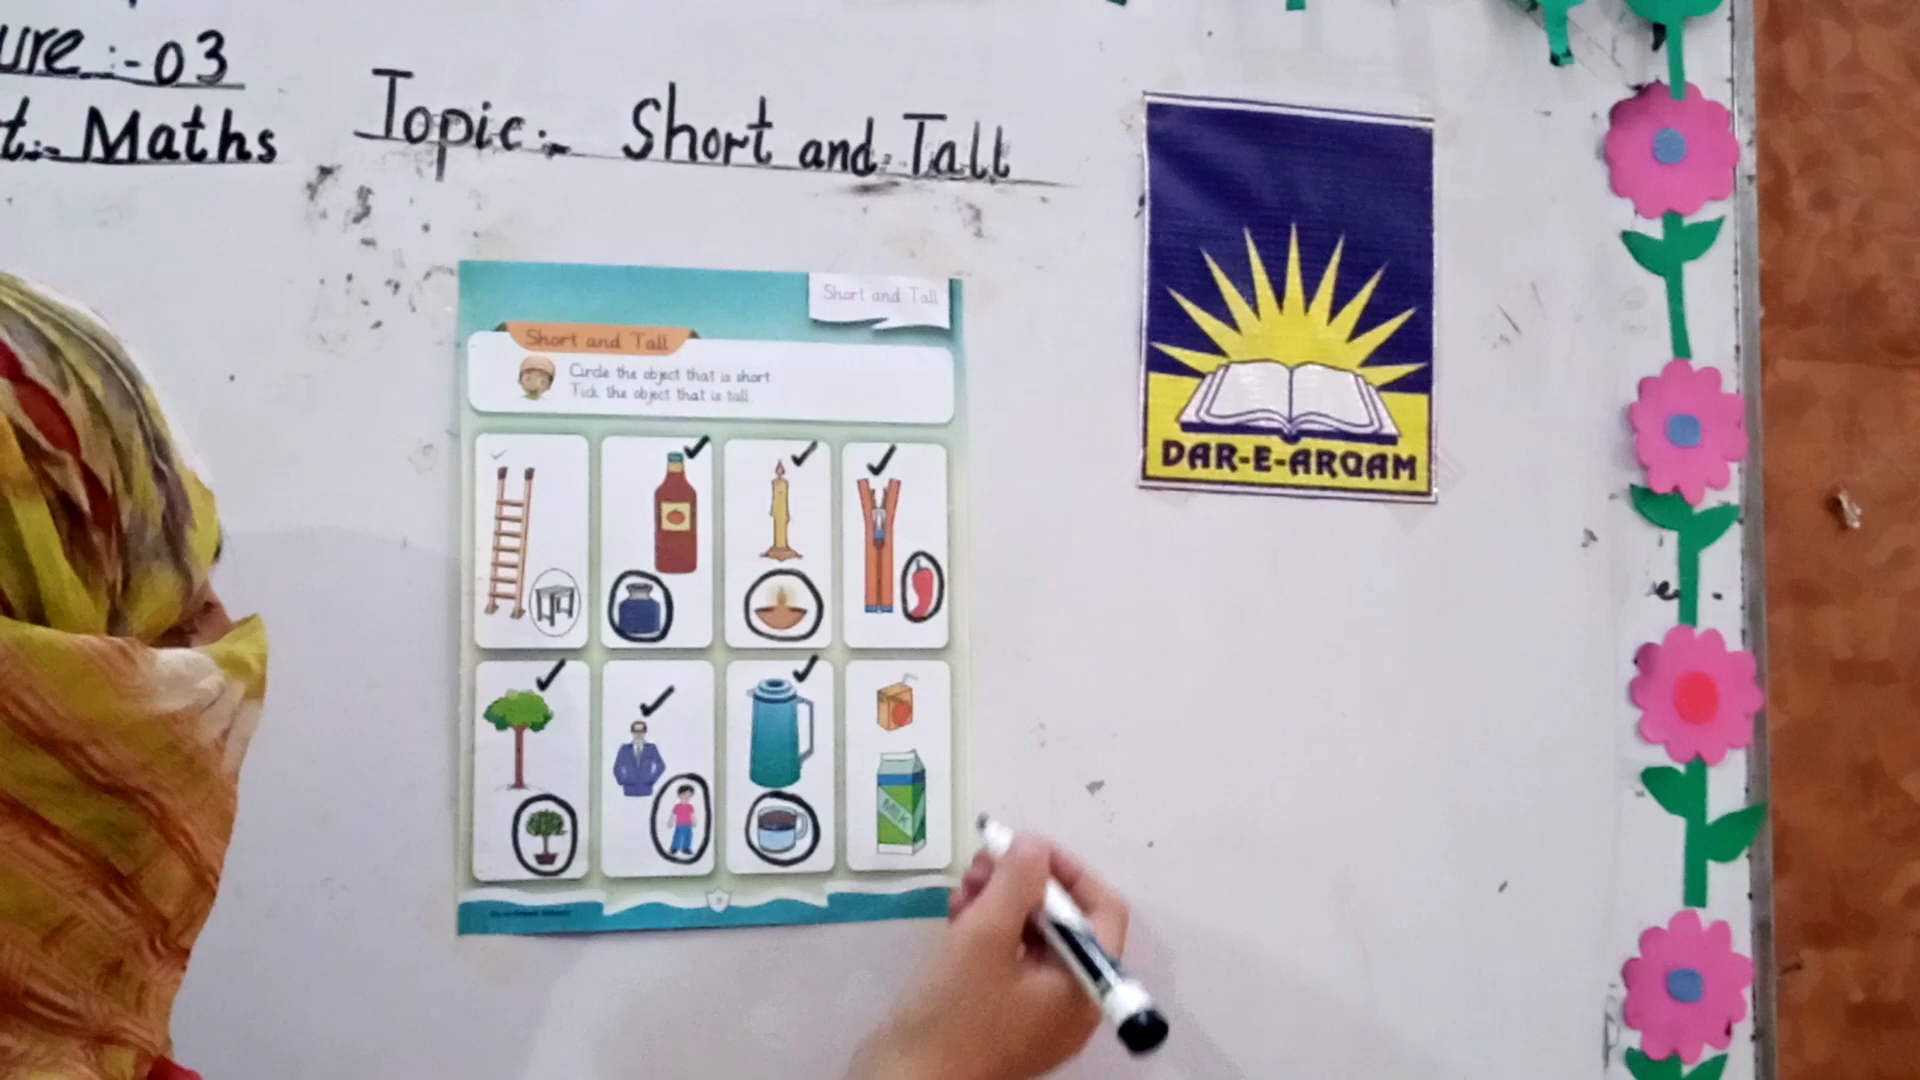 ure :- 03
t:- Maths
Topic:- Short and Tall
Short and Tall
Short and Tall
Circle the object that is short
Tick the object that is tall
MILK
DAR-E-ARQAM